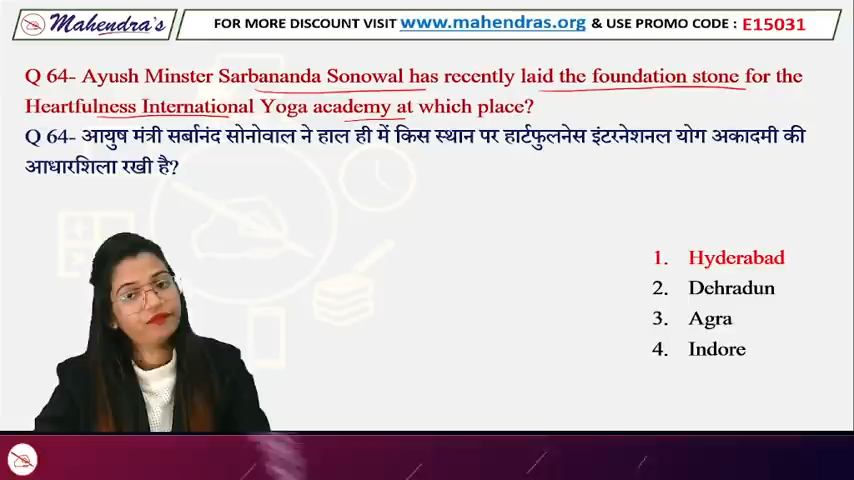 Mahendra's
FOR MORE DISCOUNT VISIT www.mahendras.org & USE PROMO CODE : E15031
Q 64- Ayush Minster Sarbananda Sonowal has recently laid the foundation stone for the
Heartfulness International Yoga academy at which place?
Q 64- आयुष मंत्री सर्बानंद सोनोवाल ने हाल ही में किस स्थान पर हार्टफुलनेस इंटरनेशनल योग अकादमी की
आधारशिला रखी है?
1. Hyderabad
2. Dehradun
3. Agra
4. Indore